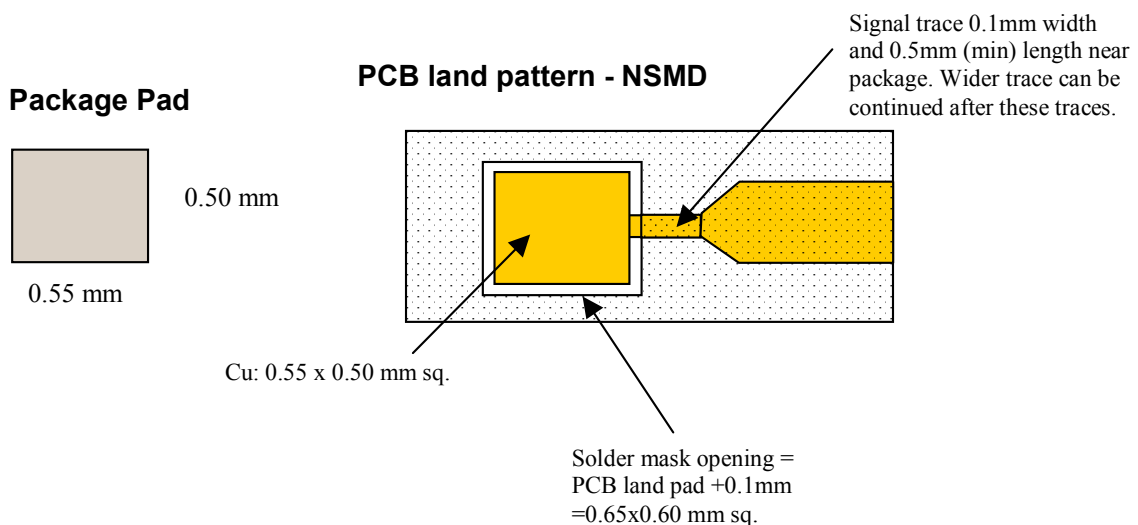 Signal trace 0.1mm width
and 0.5mm (min) length near
package. Wider trace can be
continued after these traces.
PCB land pattern - NSMD
Package Pad
0.50 mm
0.55 mm
Cu: 0.55 x 0.50 mm sq.
Solder mask opening =
PCB land pad +0.1mm
=0.65x0.60 mm sq.